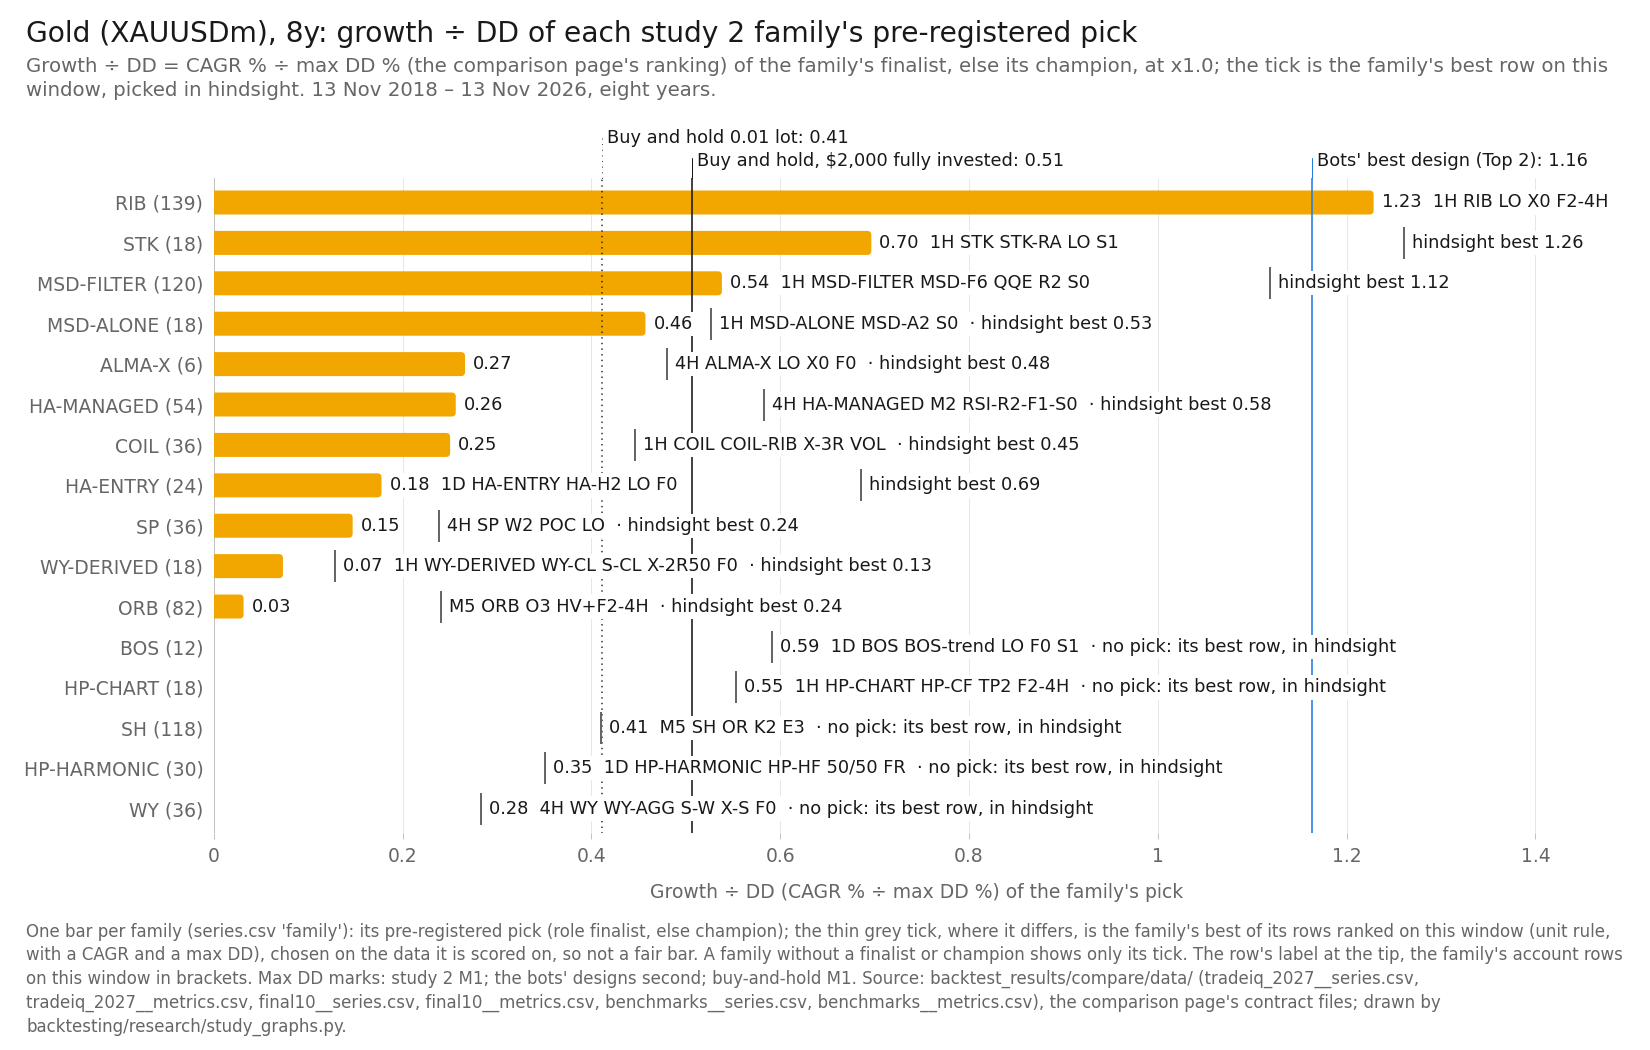 Gold (XAUUSDm), 8y: growth ÷ DD of each study 2 family's pre-registered pick
Growth ÷ DD = CAGR % ÷ max DD % (the comparison page's ranking) of the family's finalist, else its champion, at x1.0; the tick is the family's best row on this
window, picked in hindsight. 13 Nov 2018 – 13 Nov 2026, eight years.
Buy and hold 0.01 lot: 0.41
Buy and hold, $2,000 fully invested: 0.51
Bots' best design (Top 2): 1.16
RIB (139) 1.23 1H RIB LO X0 F2-4H
STK (18) 0.70 1H STK STK-RA LO S1 hindsight best 1.26
MSD-FILTER (120) 0.54 1H MSD-FILTER MSD-F6 QQE R2 S0 hindsight best 1.12
MSD-ALONE (18) 0.46 1H MSD-ALONE MSD-A2 S0 · hindsight best 0.53
ALMA-X (6) 0.27 4H ALMA-X LO X0 F0 · hindsight best 0.48
HA-MANAGED (54) 0.26 4H HA-MANAGED M2 RSI-R2-F1-S0 · hindsight best 0.58
COIL (36) 0.25 1H COIL COIL-RIB X-3R VOL · hindsight best 0.45
HA-ENTRY (24) 0.18 1D HA-ENTRY HA-H2 LO F0 hindsight best 0.69
SP (36) 0.15 4H SP W2 POC LO · hindsight best 0.24
WY-DERIVED (18) 0.07 1H WY-DERIVED WY-CL S-CL X-2R50 F0 · hindsight best 0.13
ORB (82) 0.03 M5 ORB O3 HV+F2-4H · hindsight best 0.24
BOS (12) 0.59 1D BOS BOS-trend LO F0 S1 · no pick: its best row, in hindsight
HP-CHART (18) 0.55 1H HP-CHART HP-CF TP2 F2-4H · no pick: its best row, in hindsight
SH (118) 0.41 M5 SH OR K2 E3 · no pick: its best row, in hindsight
HP-HARMONIC (30) 0.35 1D HP-HARMONIC HP-HF 50/50 FR · no pick: its best row, in hindsight
WY (36) 0.28 4H WY WY-AGG S-W X-S F0 · no pick: its best row, in hindsight
0 0.2 0.4 0.6 0.8 1 1.2 1.4
Growth ÷ DD (CAGR % ÷ max DD %) of the family's pick
One bar per family (series.csv 'family'): its pre-registered pick (role finalist, else champion); the thin grey tick, where it differs, is the family's best of its rows ranked on this window (unit rule,
with a CAGR and a max DD), chosen on the data it is scored on, so not a fair bar. A family without a finalist or champion shows only its tick. The row's label at the tip, the family's account rows
on this window in brackets. Max DD marks: study 2 M1; the bots' designs second; buy-and-hold M1. Source: backtest_results/compare/data/ (tradeiq_2027__series.csv,
tradeiq_2027__metrics.csv, final10__series.csv, final10__metrics.csv, benchmarks__series.csv, benchmarks__metrics.csv), the comparison page's contract files; drawn by
backtesting/research/study_graphs.py.